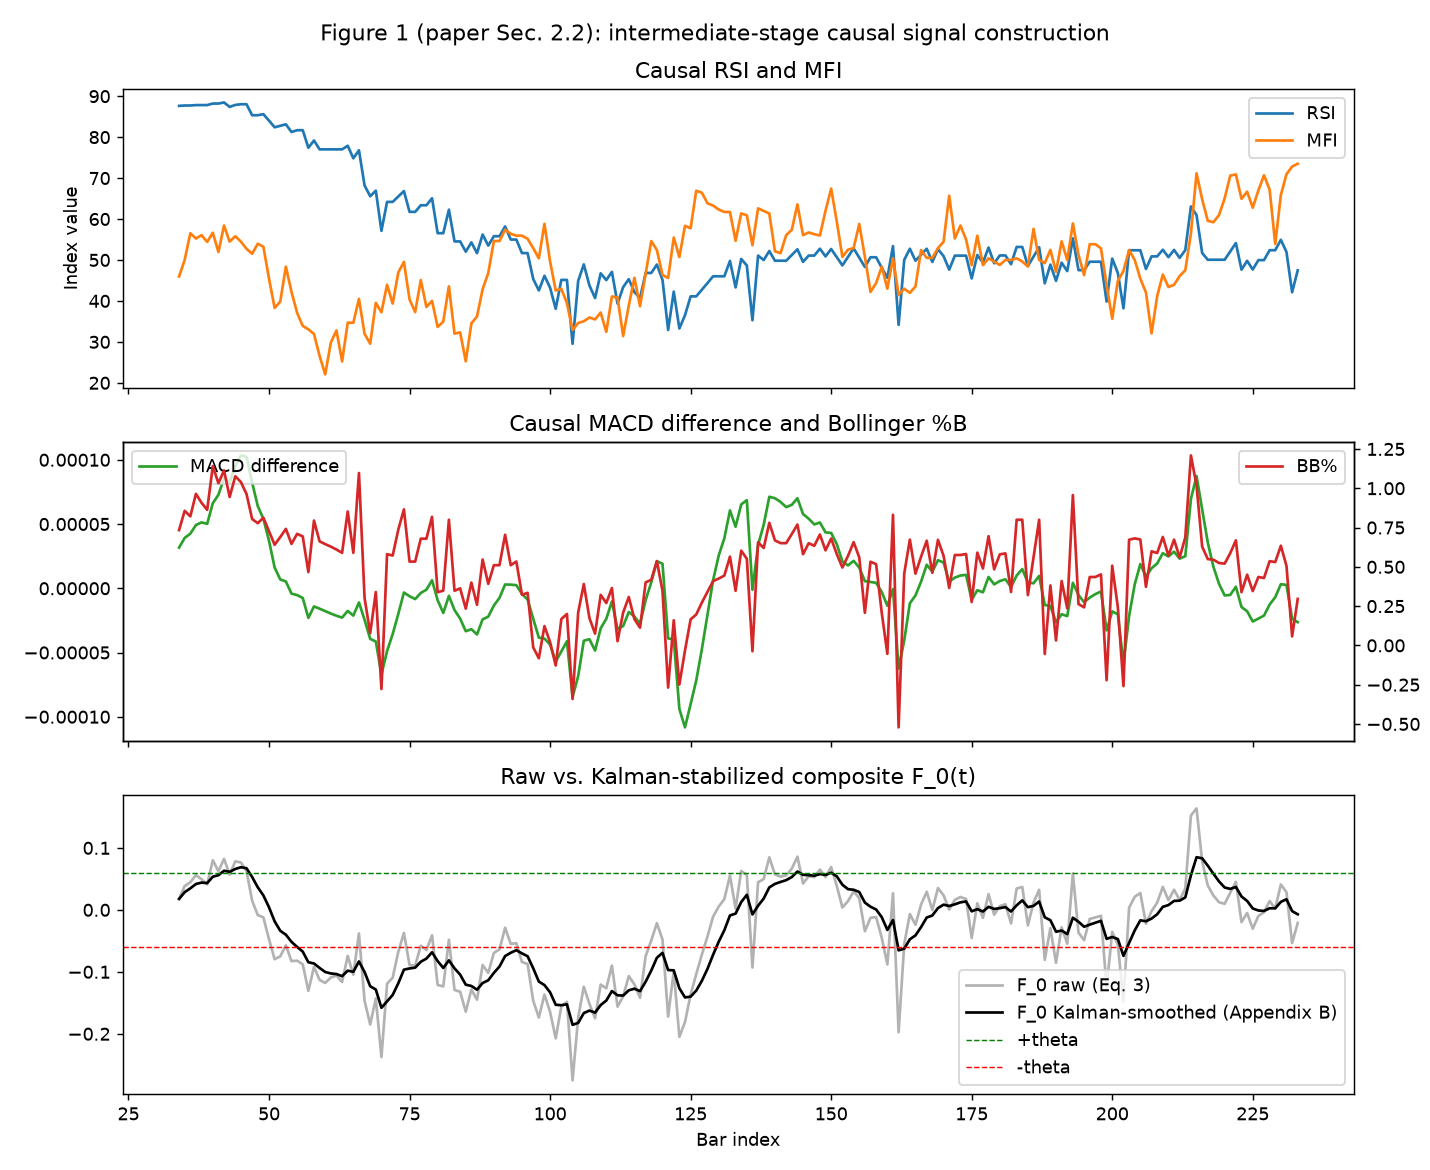 Figure 1 (paper Sec. 2.2): intermediate-stage causal signal construction
Causal RSI and MFI
90
80
70
60
50
40
30
20
Index value
RSI
MFI
Causal MACD difference and Bollinger %B
0.00010
0.00005
0.00000
−0.00005
−0.00010
MACD difference
BB%
1.25
1.00
0.75
0.50
0.25
0.00
−0.25
−0.50
Raw vs. Kalman-stabilized composite F_0(t)
0.1
0.0
−0.1
−0.2
F_0 raw (Eq. 3)
F_0 Kalman-smoothed (Appendix B)
+theta
-theta
25 50 75 100 125 150 175 200 225
Bar index